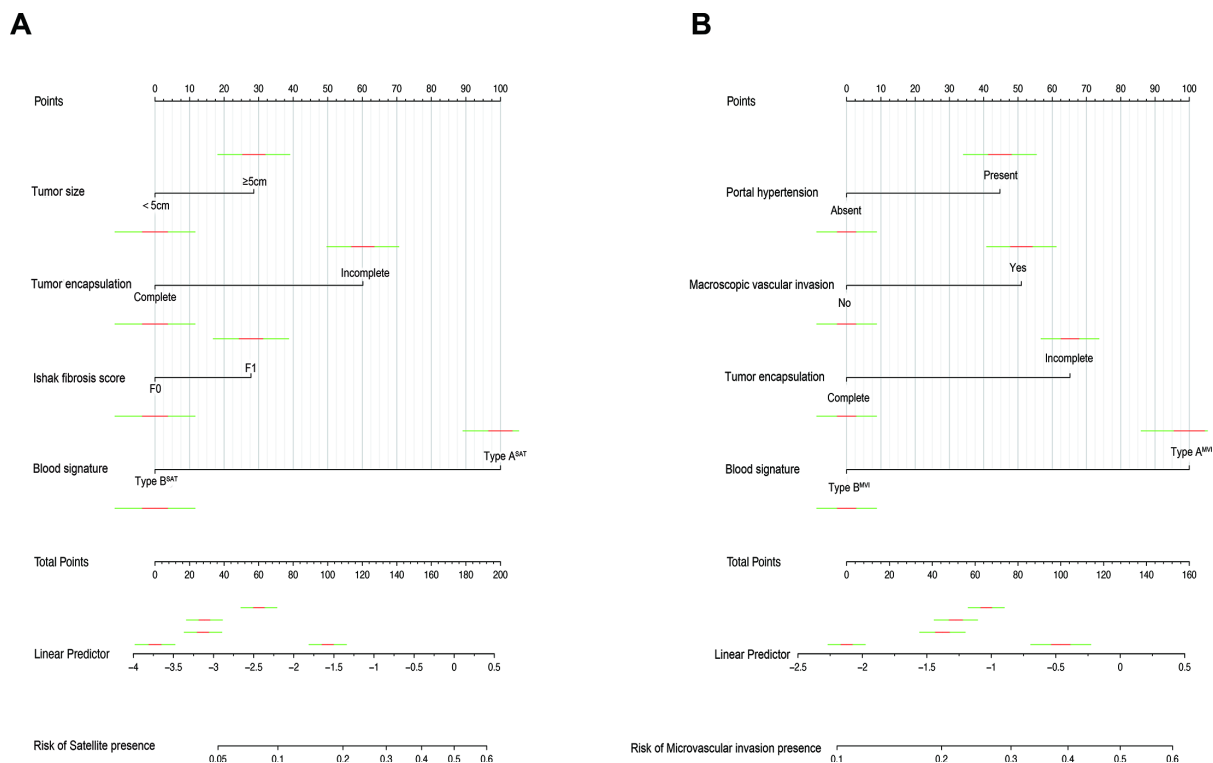 A
B
Points
0 10 20 30 40 50 60 70 80 90 100
Points
0 10 20 30 40 50 60 70 80 90 100
≥5cm
Tumor size
< 5cm
Present
Portal hypertension
Absent
Incomplete
Tumor encapsulation
Complete
Yes
Macroscopic vascular invasion
No
F1
Ishak fibrosis score
F0
Incomplete
Tumor encapsulation
Complete
Type A^SAT
Blood signature
Type B^SAT
Type A^MVI
Blood signature
Type B^MVI
Total Points
0 20 40 60 80 100 120 140 160 180 200
Total Points
0 20 40 60 80 100 120 140 160
Linear Predictor
−4 −3.5 −3 −2.5 −2 −1.5 −1 −0.5 0 0.5
Linear Predictor
−2.5 −2 −1.5 −1 −0.5 0 0.5
Risk of Satellite presence
0.05 0.1 0.2 0.3 0.4 0.5 0.6
Risk of Microvascular invasion presence
0.1 0.2 0.3 0.4 0.5 0.6